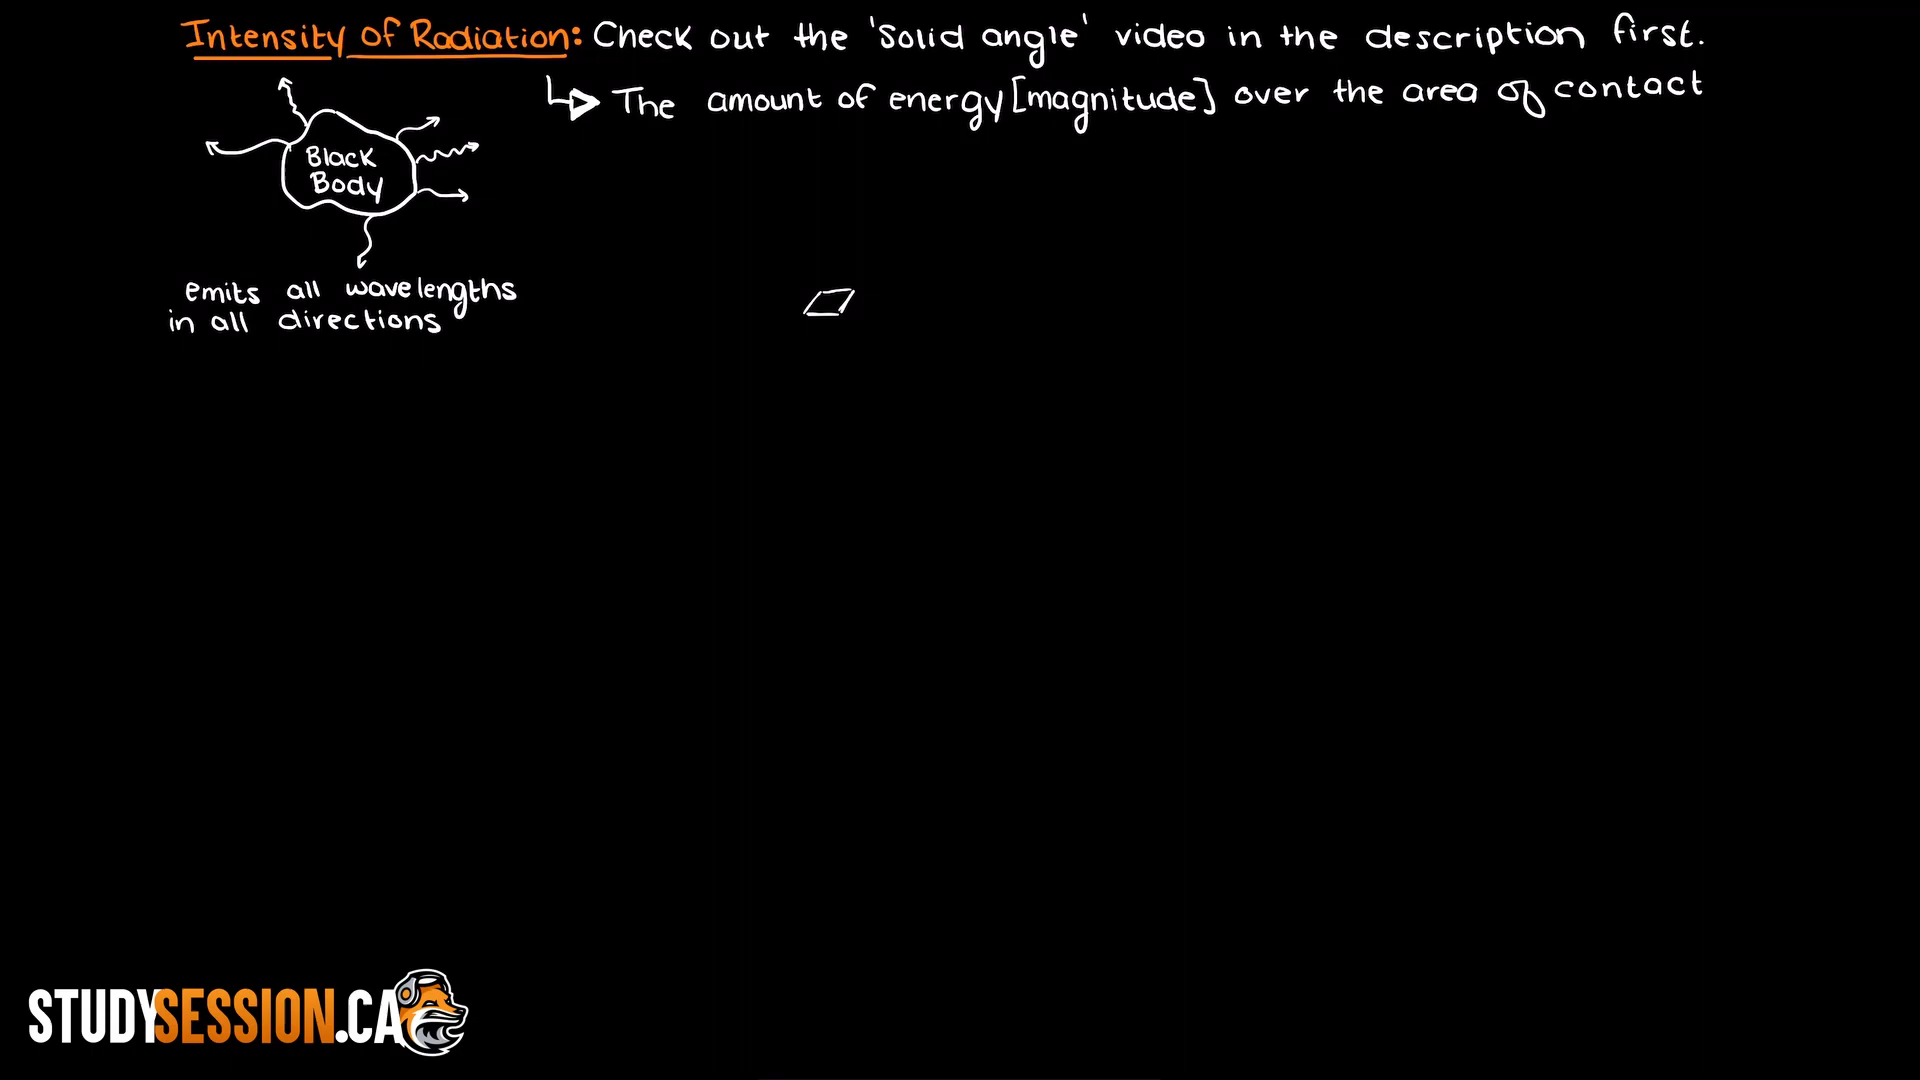 Intensity of Radiation: Check out the 'solid angle' video in the description first.
The amount of energy [magnitude] over the area of contact
Black
Body
emits all wavelengths
in all directions
STUDYSESSION.CA